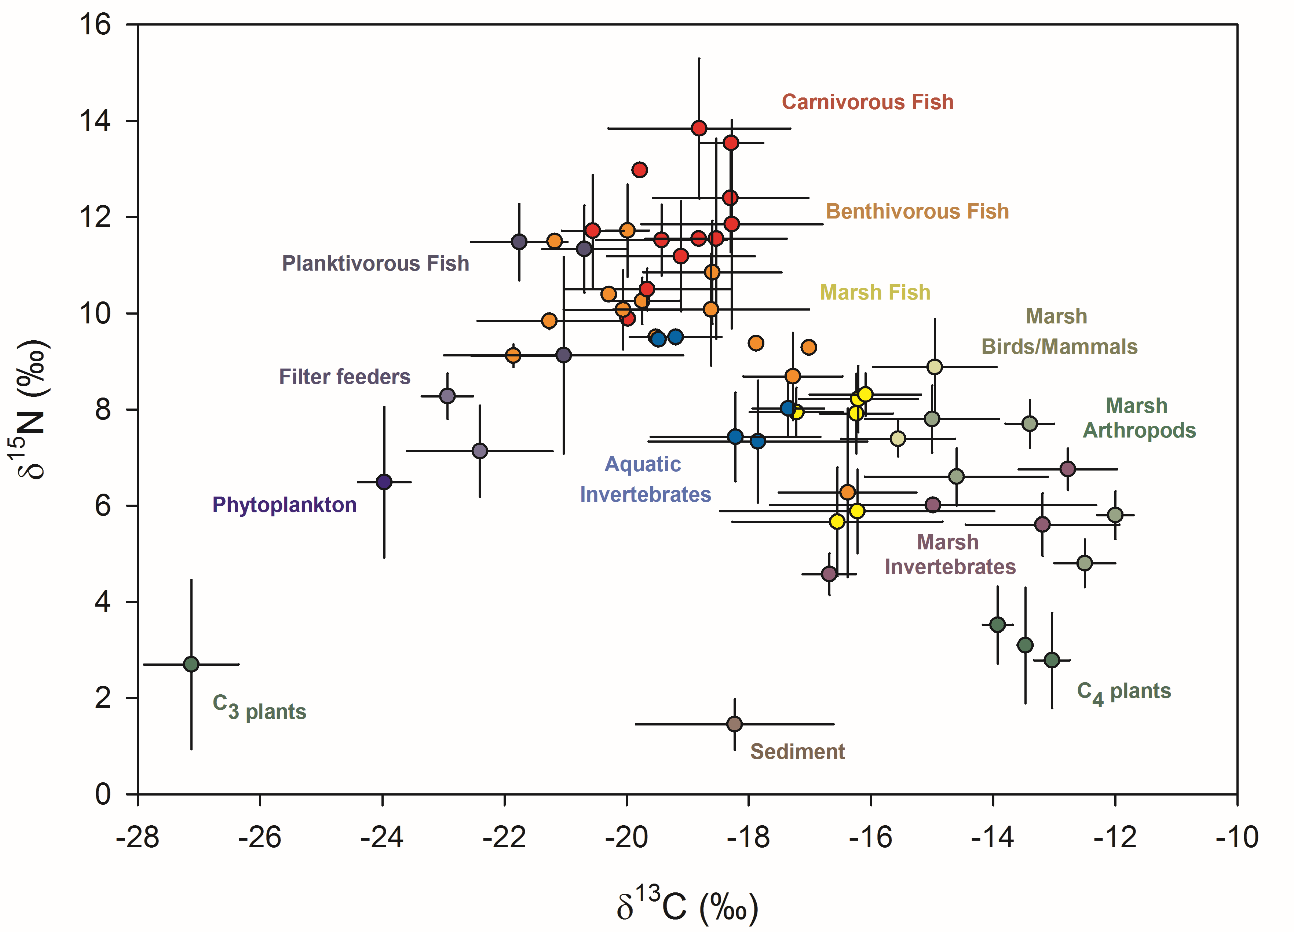 16
14
12
10
8
6
4
2
0
δ15N (‰)
Carnivorous Fish
Benthivorous Fish
Planktivorous Fish
Marsh Fish
Marsh
Birds/Mammals
Filter feeders
Marsh
Arthropods
Aquatic
Invertebrates
Phytoplankton
Marsh
Invertebrates
C3 plants
C4 plants
Sediment
-28 -26 -24 -22 -20 -18 -16 -14 -12 -10
δ13C (‰)